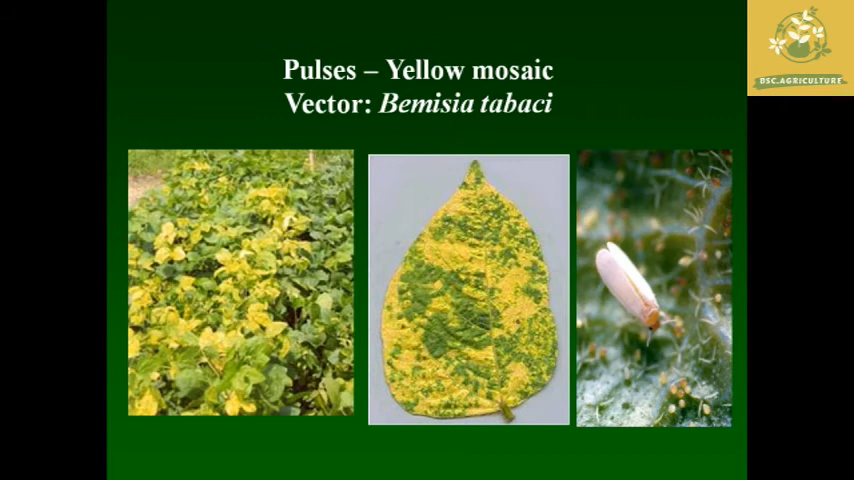 Pulses – Yellow mosaic
Vector: Bemisia tabaci
DSC.AGRICULTURE